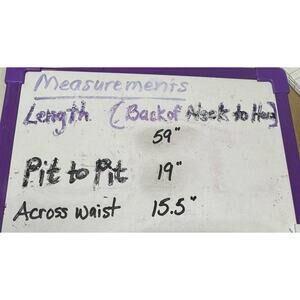 Measurements
Length (Back of Neck to Hem)
59"
Pit to Pit 19"
Across Waist 15.5"